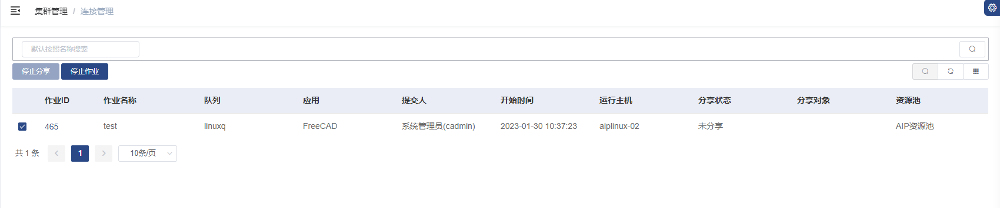 集群管理 / 连接管理
默认按照名称搜索
停止分享 停止作业
作业ID 作业名称 队列 应用 提交人 开始时间 运行主机 分享状态 分享对象 资源池
465 test linuxq FreeCAD 系统管理员(cadmin) 2023-01-30 10:37:23 aiplinux-02 未分享 AIP资源池
共 1 条 1 10条/页